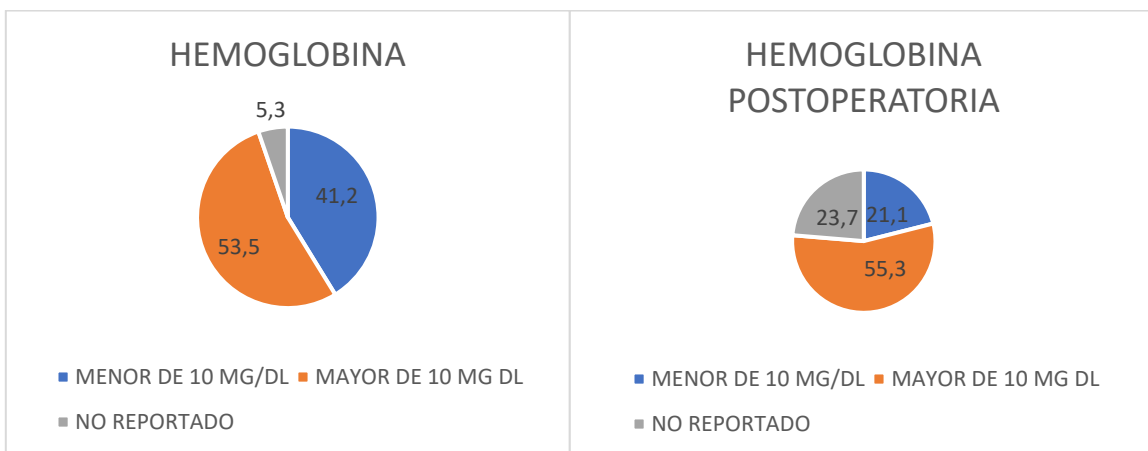 HEMOGLOBINA
5,3
41,2
53,5
MENOR DE 10 MG/DL MAYOR DE 10 MG DL
NO REPORTADO
HEMOGLOBINA
POSTOPERATORIA
23,7 21,1
55,3
MENOR DE 10 MG/DL MAYOR DE 10 MG DL
NO REPORTADO